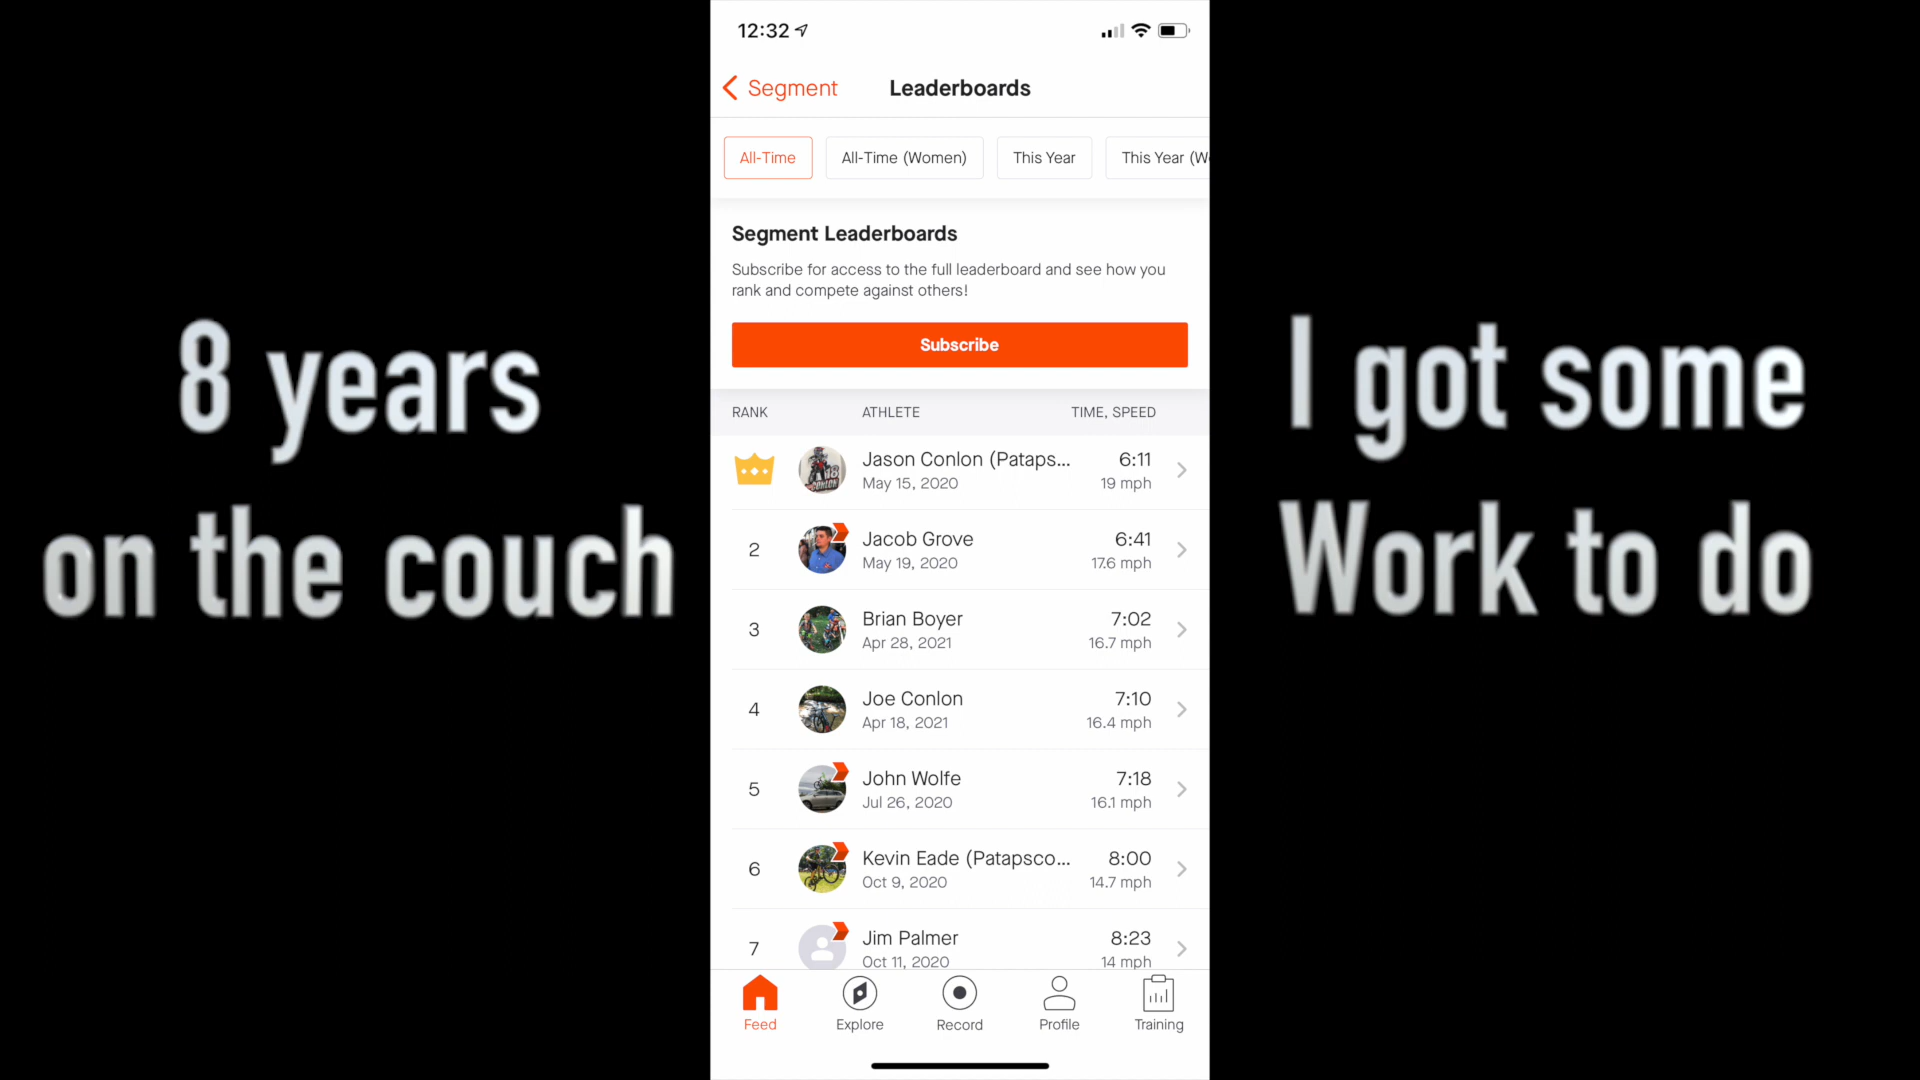 12:32
Segment
Leaderboards
All-Time
All-Time (Women)
This Year
This Year (W
Segment Leaderboards
Subscribe for access to the full leaderboard and see how you
rank and compete against others!
Subscribe
RANK ATHLETE TIME, SPEED
Jason Conlon (Pataps... 6:11
May 15, 2020 19 mph
2 Jacob Grove 6:41
May 19, 2020 17.6 mph
3 Brian Boyer 7:02
Apr 28, 2021 16.7 mph
4 Joe Conlon 7:10
Apr 18, 2021 16.4 mph
5 John Wolfe 7:18
Jul 26, 2020 16.1 mph
6 Kevin Eade (Patapsco... 8:00
Oct 9, 2020 14.7 mph
7 Jim Palmer 8:23
Oct 11, 2020 14 mph
Feed Explore Record Profile Training
8 years
on the couch
I got some
Work to do